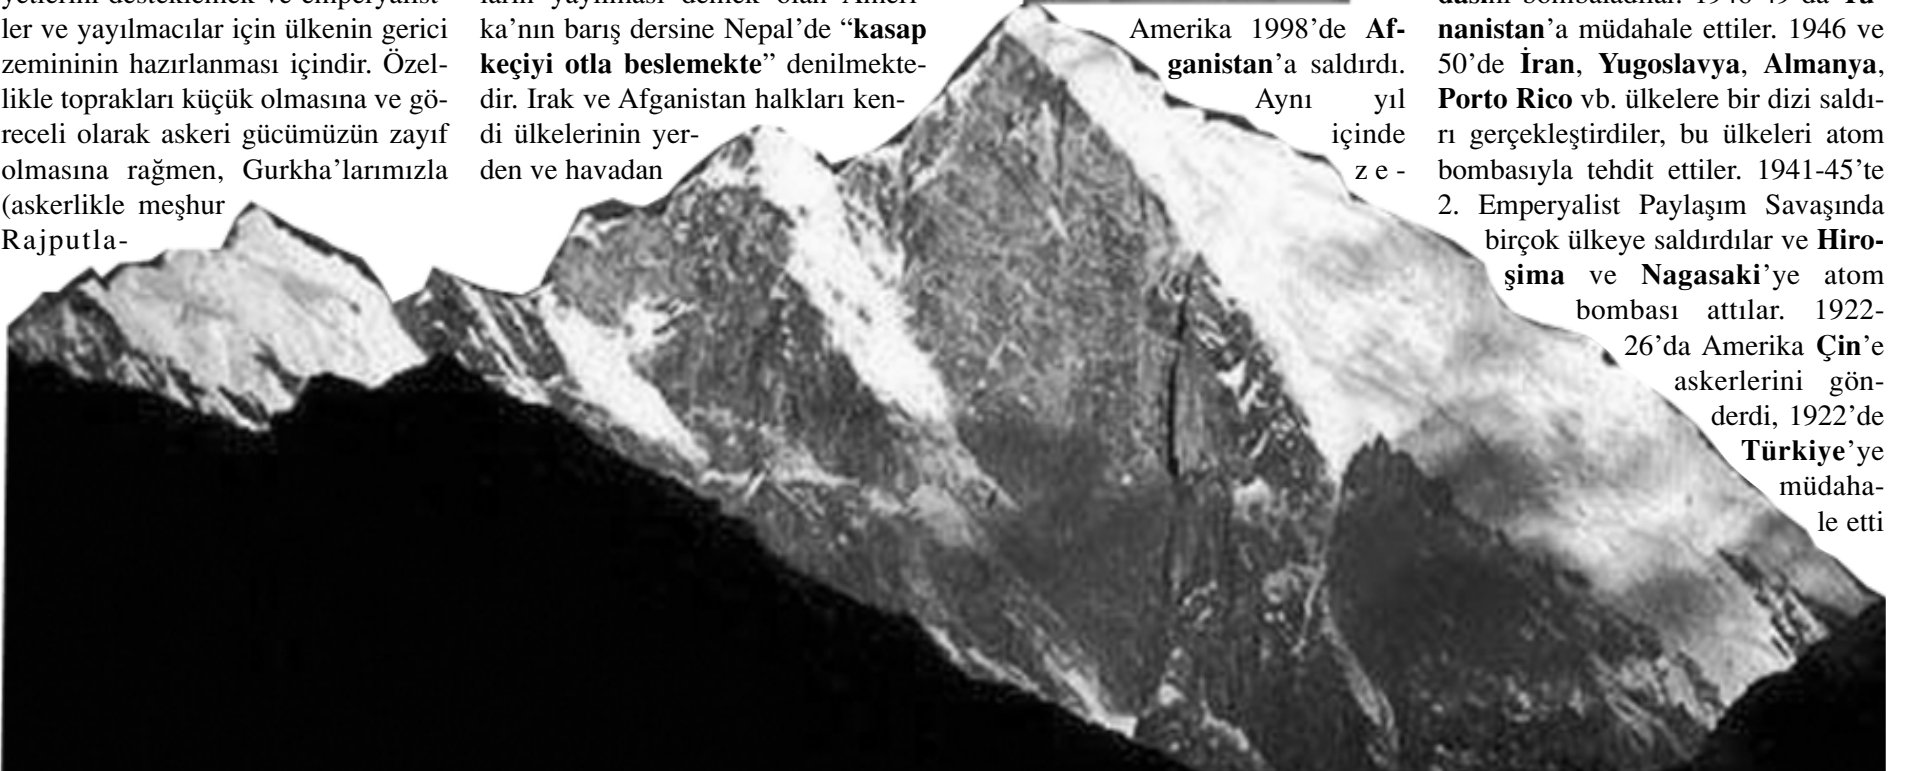 ler ve yayılmacılar için ülkenin gerici
zemininin hazırlanması içindir. Özel-
likle toprakları küçük olmasına ve gö-
receli olarak askeri gücümüzün zayıf
olmasına rağmen, Gurkha’larımızla
(askerlikle meşhur
Rajputla-
ka’nın barış dersine Nepal’de “kasap
keçiyi otla beslemekte” denilmekte-
dir. Irak ve Afganistan halkları ken-
di ülkelerinin yer-
den ve havadan
Amerika 1998’de Af-
ganistan’a saldırdı.
Aynı yıl
içinde
ze-
nanistan’a müdahale ettiler. 1946 ve
50’de İran, Yugoslavya, Almanya,
Porto Rico vb. ülkelere bir dizi saldı-
rı gerçekleştirdiler, bu ülkeleri atom
bombasıyla tehdit ettiler. 1941-45’te
2. Emperyalist Paylaşım Savaşında
birçok ülkeye saldırdılar ve Hiro-
şima ve Nagasaki’ye atom
bombası attılar. 1922-
26’da Amerika Çin’e
askerlerini gön-
derdi, 1922’de
Türkiye’ye
müdaha-
le etti